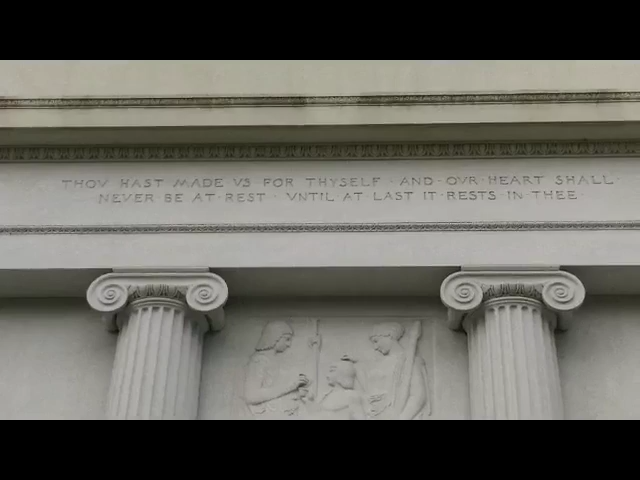 THOV HAST MADE VS FOR THYSELF · AND · OVR · HEART SHALL
NEVER · BE AT · REST · VNTIL · AT LAST IT · RESTS IN THEE